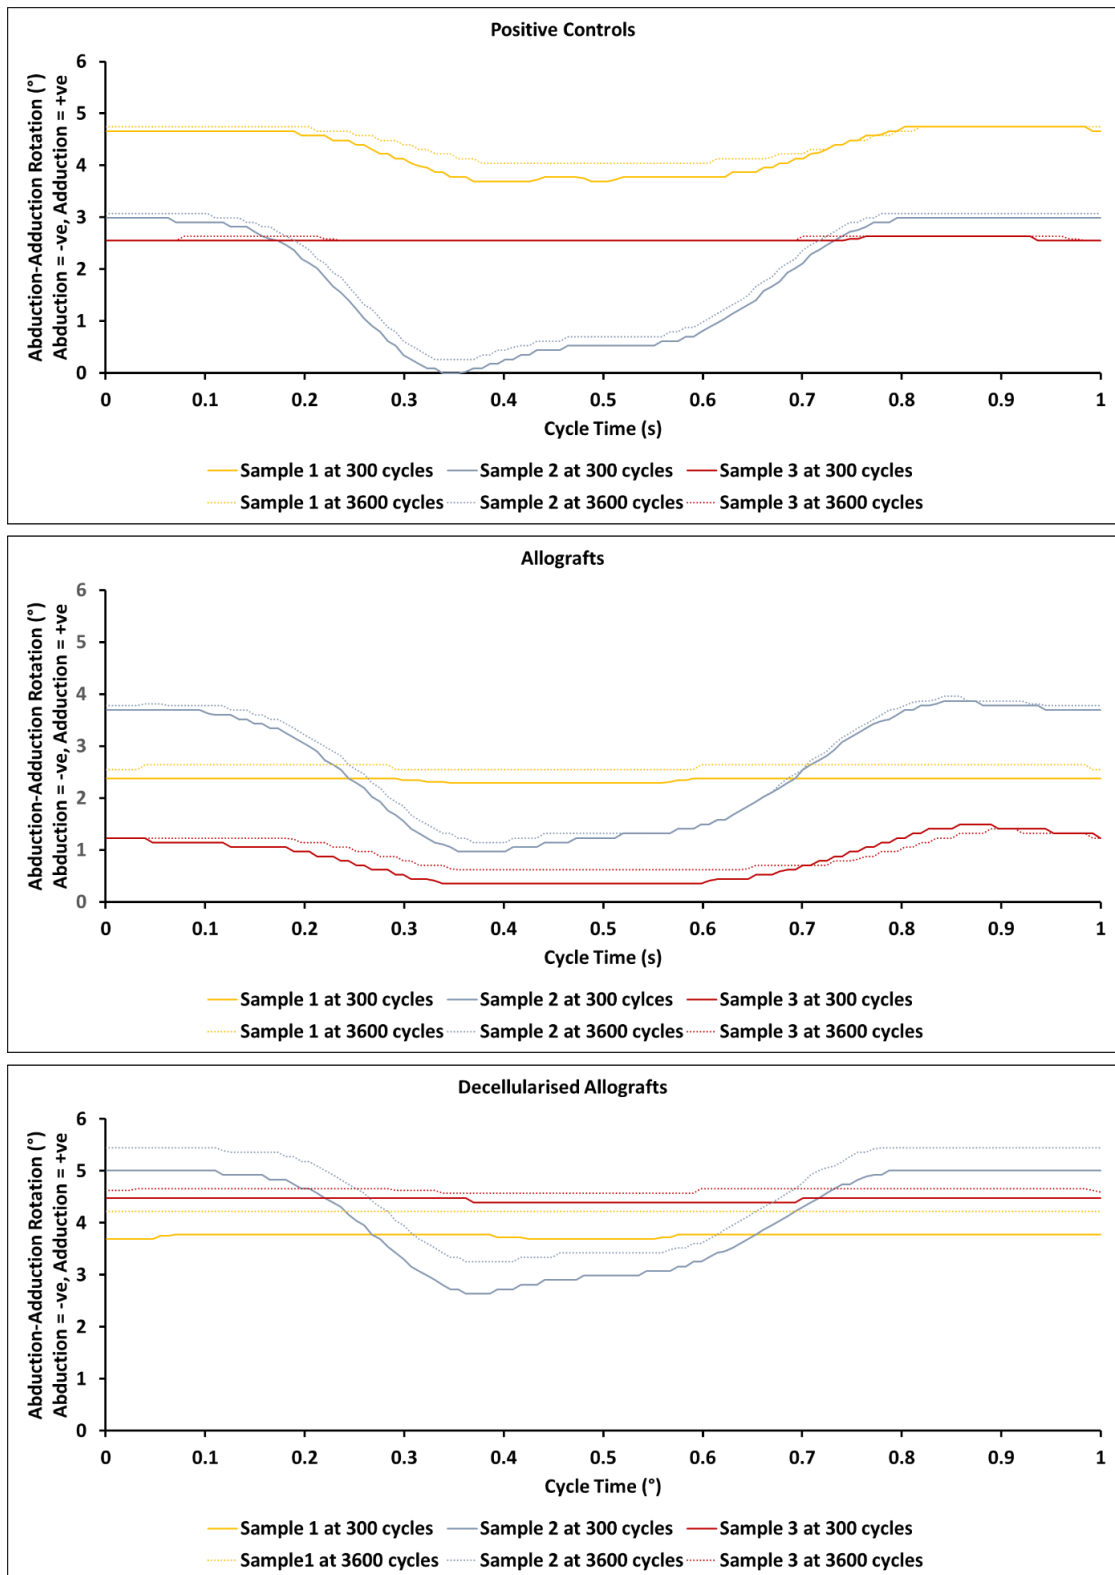 Positive Controls
Abduction-Adduction Rotation (°)
Abduction = -ve, Adduction = +ve
6
5
4
3
2
1
0
0 0.1 0.2 0.3 0.4 0.5 0.6 0.7 0.8 0.9 1
Cycle Time (s)
Sample 1 at 300 cycles Sample 2 at 300 cycles Sample 3 at 300 cycles
Sample 1 at 3600 cycles Sample 2 at 3600 cycles Sample 3 at 3600 cycles
Allografts
Abduction-Adduction Rotation (°)
Abduction = -ve, Adduction = +ve
6
5
4
3
2
1
0
0 0.1 0.2 0.3 0.4 0.5 0.6 0.7 0.8 0.9 1
Cycle Time (s)
Sample 1 at 300 cycles Sample 2 at 300 cylces Sample 3 at 300 cycles
Sample 1 at 3600 cycles Sample 2 at 3600 cycles Sample 3 at 3600 cycles
Decellularised Allografts
Abduction-Adduction Rotation (°)
Abduction = -ve, Adduction = +ve
6
5
4
3
2
1
0
0 0.1 0.2 0.3 0.4 0.5 0.6 0.7 0.8 0.9 1
Cycle Time (°)
Sample 1 at 300 cycles Sample 2 at 300 cycles Sample 3 at 300 cycles
Sample1 at 3600 cycles Sample 2 at 3600 cycles Sample 3 at 3600 cycles